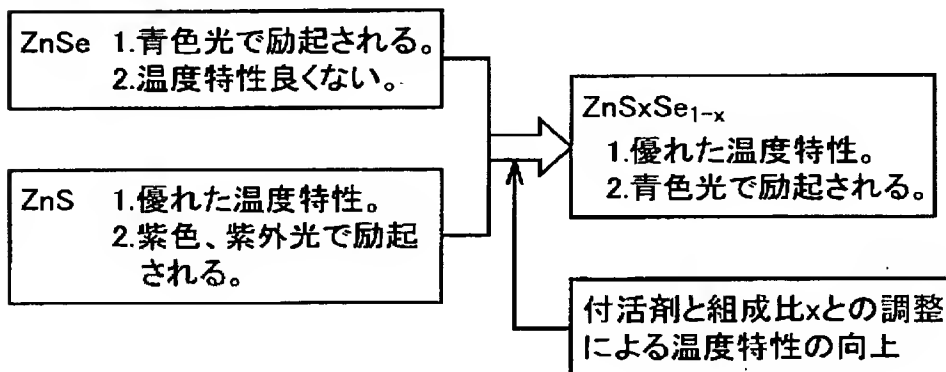 ZnSe 1.青色光で励起される。
2.温度特性良くない。
ZnS 1.優れた温度特性。
2.紫色、紫外光で励起
される。
ZnSxSe1-x
1.優れた温度特性。
2.青色光で励起される。
付活剤と組成比xとの調整
による温度特性の向上